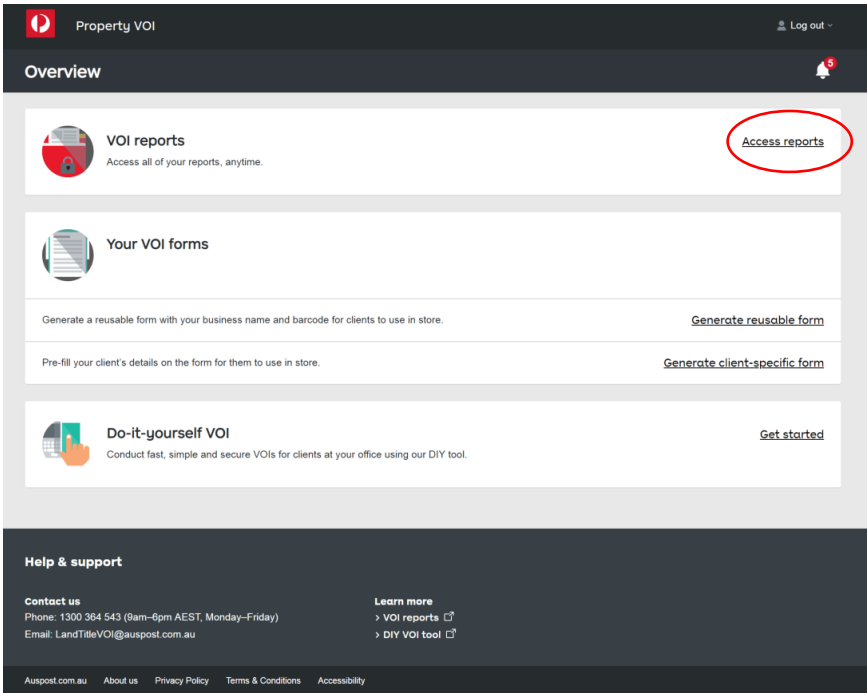 Property VOI
Log out
Overview
5
VOI reports
Access reports
Access all of your reports, anytime.
Your VOI forms
Generate a reusable form with your business name and barcode for clients to use in store.
Generate reusable form
Pre-fill your client's details on the form for them to use in store.
Generate client-specific form
Do-it-yourself VOI
Get started
Conduct fast, simple and secure VOIs for clients at your office using our DIY tool.
Help & support
Contact us
Phone: 1300 364 543 (9am–6pm AEST, Monday–Friday)
Email: LandTitleVOI@auspost.com.au
Learn more
> VOI reports
> DIY VOI tool
Auspost.com.au About us Privacy Policy Terms & Conditions Accessibility